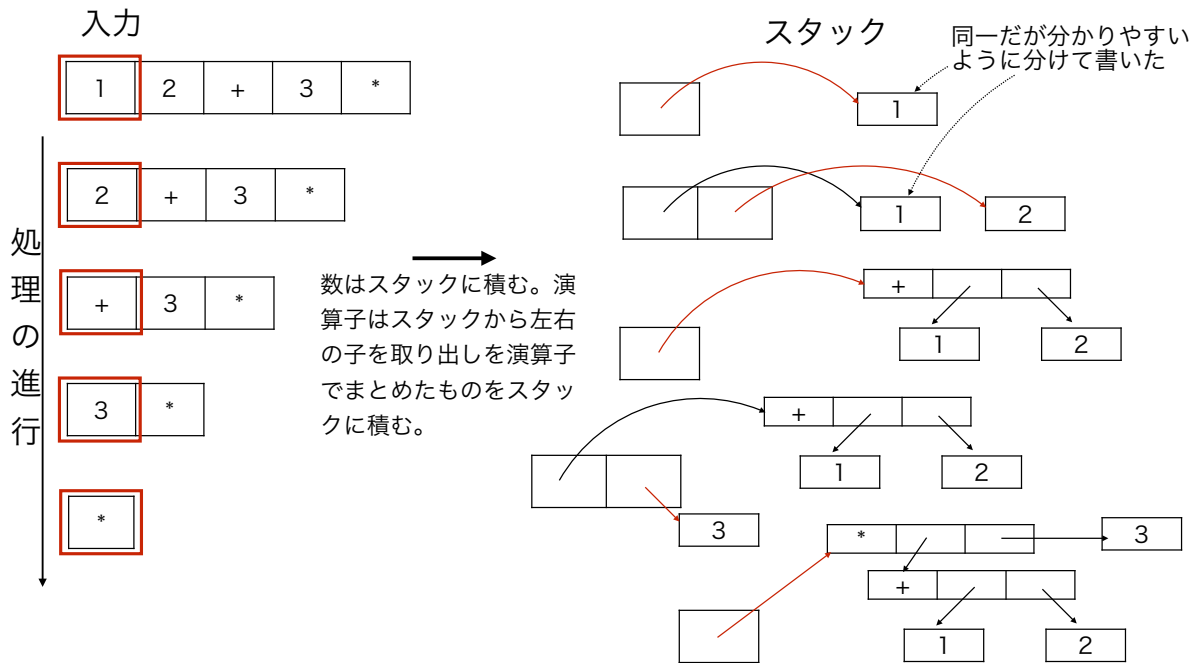 入力
スタック
同一だが分かりやすい
ように分けて書いた
1 2 + 3 *
1
2 + 3 *
1 2
処理の進行
+ 3 *
数はスタックに積む。演
算子はスタックから左右
の子を取り出しを演算子
でまとめたものをスタッ
クに積む。
+
1 2
3 *
+
1 2
3
*
* 3
+
1 2